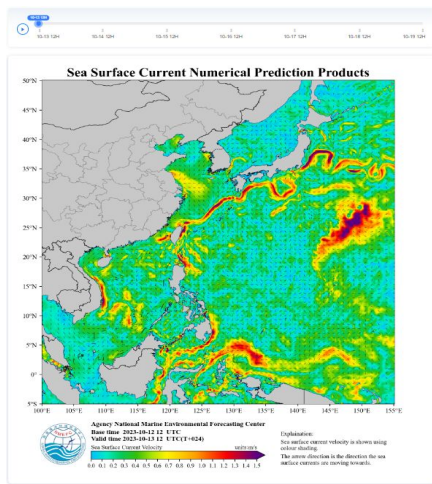 10-13 12H
10-13 12H 10-14 12H 10-15 12H 10-16 12H 10-17 12H 10-18 12H 10-19 12H
Sea Surface Current Numerical Prediction Products
50°N
45°N
40°N
35°N
30°N
25°N
20°N
15°N
10°N
5°N
0°
5°S
100°E 105°E 110°E 115°E 120°E 125°E 130°E 135°E 140°E 145°E 150°E 155°E
Agency National Marine Environmental Forecasting Center
Base time 2023-10-12 12 UTC
Valid time 2023-10-13 12 UTC(T+024)
Sea Surface Current Velocity units:m/s
0.0 0.1 0.2 0.3 0.4 0.5 0.6 0.7 0.8 0.9 1.0 1.1 1.2 1.3 1.4 1.5
Explaination:
Sea surface current velocity is shown using
colour shading.
The arrow direction is the direction the sea
surface currents are moving towards.